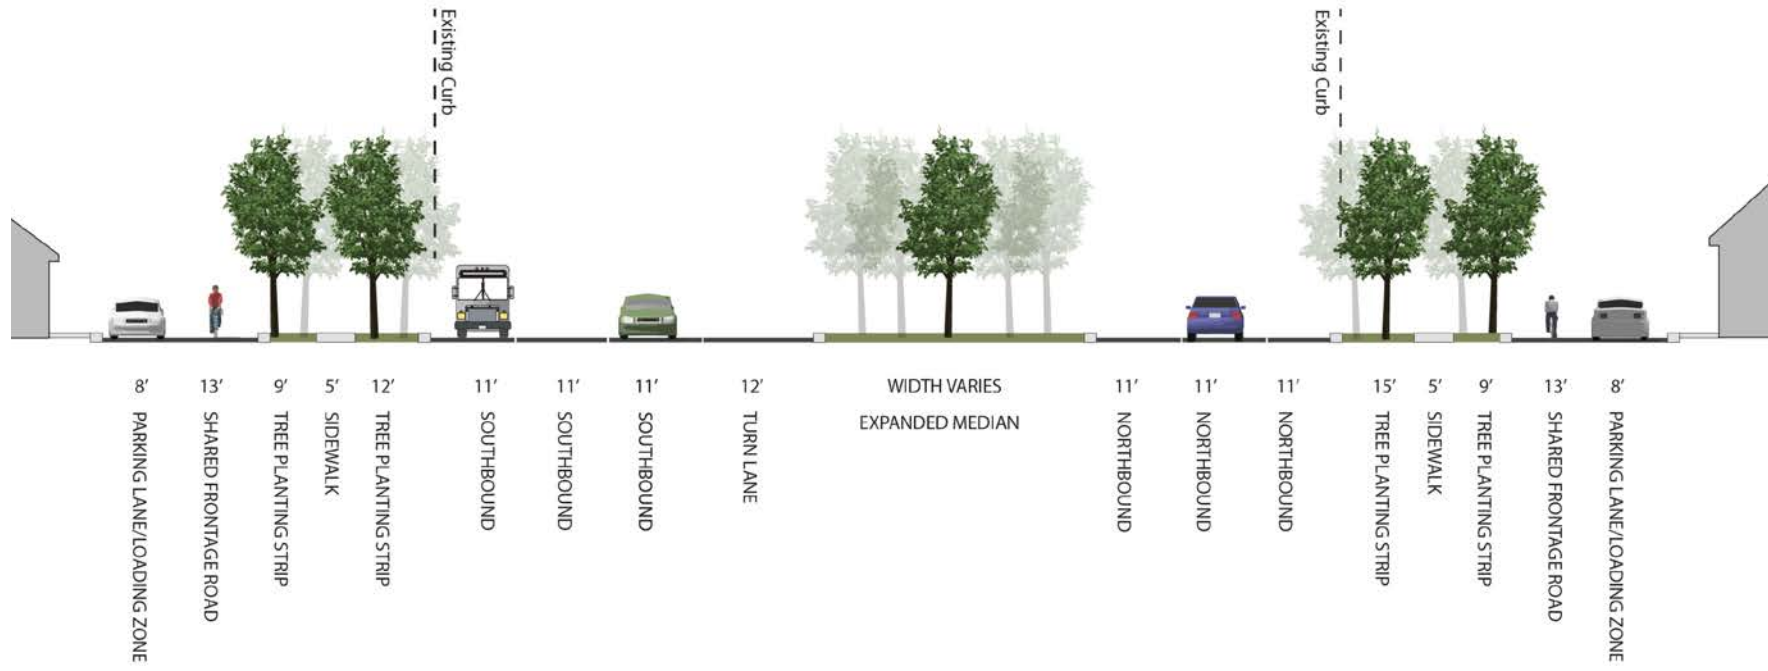 Existing Curb
Existing Curb
8’
13’
9’
5’
12’
11’
11’
11’
12’
WIDTH VARIES
11’
11’
11’
15’
5’
9’
13’
8’
PARKING LANE/LOADING ZONE
SHARED FRONTAGE ROAD
TREE PLANTING STRIP
SIDEWALK
TREE PLANTING STRIP
SOUTHBOUND
SOUTHBOUND
SOUTHBOUND
TURN LANE
EXPANDED MEDIAN
NORTHBOUND
NORTHBOUND
NORTHBOUND
TREE PLANTING STRIP
SIDEWALK
TREE PLANTING STRIP
SHARED FRONTAGE ROAD
PARKING LANE/LOADING ZONE